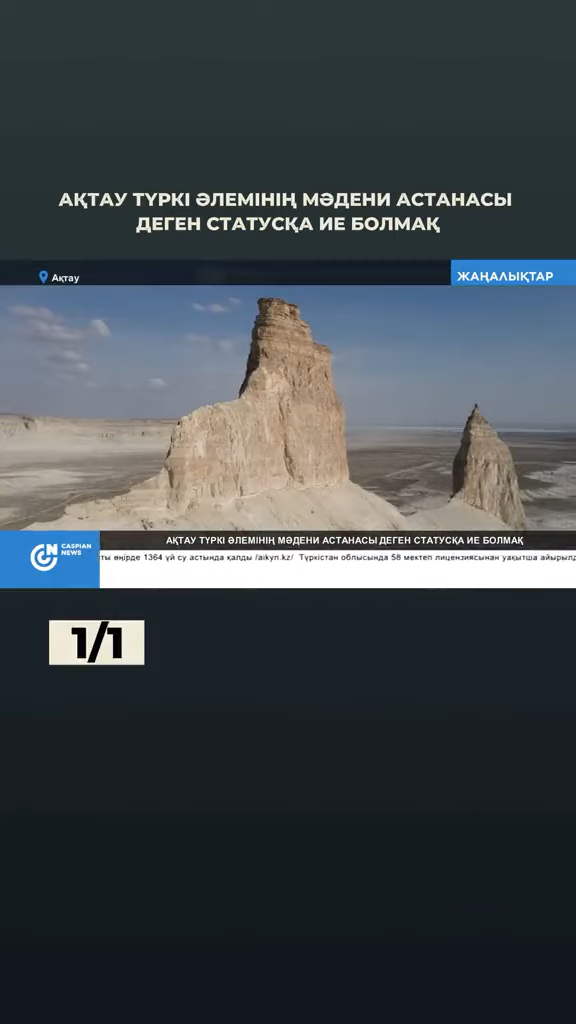 АҚТАУ ТҮРКІ ӘЛЕМІНІҢ МӘДЕНИ АСТАНАСЫ
ДЕГЕН СТАТУСҚА ИЕ БОЛМАҚ
Ақтау
ЖАҢАЛЫҚТАР
АҚТАУ ТҮРКІ ӘЛЕМІНІҢ МӘДЕНИ АСТАНАСЫ ДЕГЕН СТАТУСҚА ИЕ БОЛМАҚ
CASPIAN
NEWS
ты өңірде 1364 үй су астында қалды /aikyn.kz/ Түркістан облысында 58 мектеп лицензиясынан уақытша айырылд
1/1